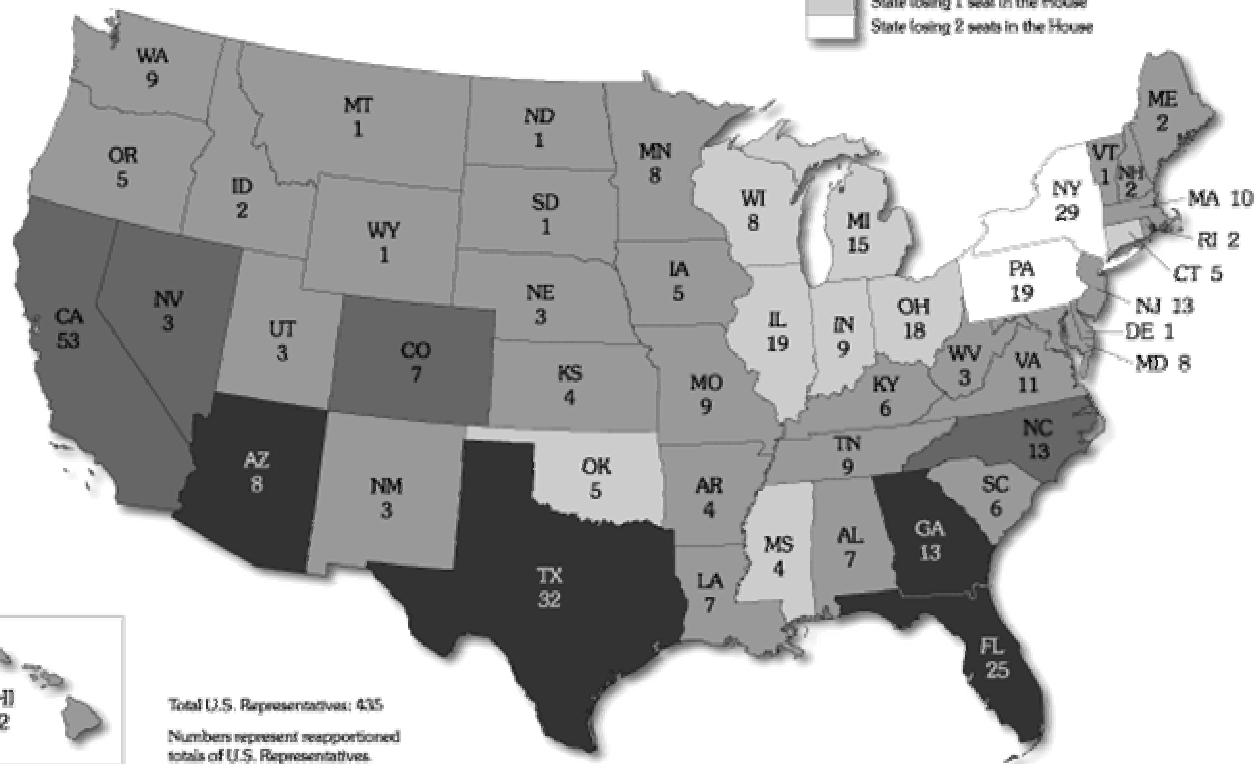 State losing 1 seat in the House
State losing 2 seats in the House
WA
9
MT
1
ND
1
MN
8
ME
2
VT
1
NH
2
OR
5
ID
2
SD
1
WI
8
MI
15
NY
29
MA 10
RI 2
CT 5
WY
1
IA
5
PA
19
NJ 13
DE 1
MD 8
NE
3
CA
53
NV
3
UT
3
CO
7
IL
19
IN
9
OH
18
WV
3
VA
11
KS
4
MO
9
KY
6
NC
13
TN
9
AZ
8
NM
3
OK
5
AR
4
SC
6
MS
4
AL
7
GA
13
TX
32
LA
7
FL
25
HI
2
Total U.S. Representatives: 435
Numbers represent reapportioned
totals of U.S. Representatives.